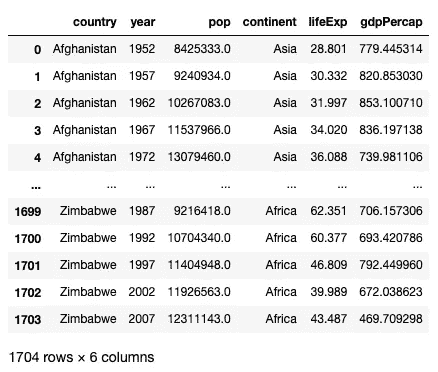 country year pop continent lifeExp gdpPercap
0 Afghanistan 1952 8425333.0 Asia 28.801 779.445314
1 Afghanistan 1957 9240934.0 Asia 30.332 820.853030
2 Afghanistan 1962 10267083.0 Asia 31.997 853.100710
3 Afghanistan 1967 11537966.0 Asia 34.020 836.197138
4 Afghanistan 1972 13079460.0 Asia 36.088 739.981106
... ... ... ... ... ... ...
1699 Zimbabwe 1987 9216418.0 Africa 62.351 706.157306
1700 Zimbabwe 1992 10704340.0 Africa 60.377 693.420786
1701 Zimbabwe 1997 11404948.0 Africa 46.809 792.449960
1702 Zimbabwe 2002 11926563.0 Africa 39.989 672.038623
1703 Zimbabwe 2007 12311143.0 Africa 43.487 469.709298
1704 rows × 6 columns